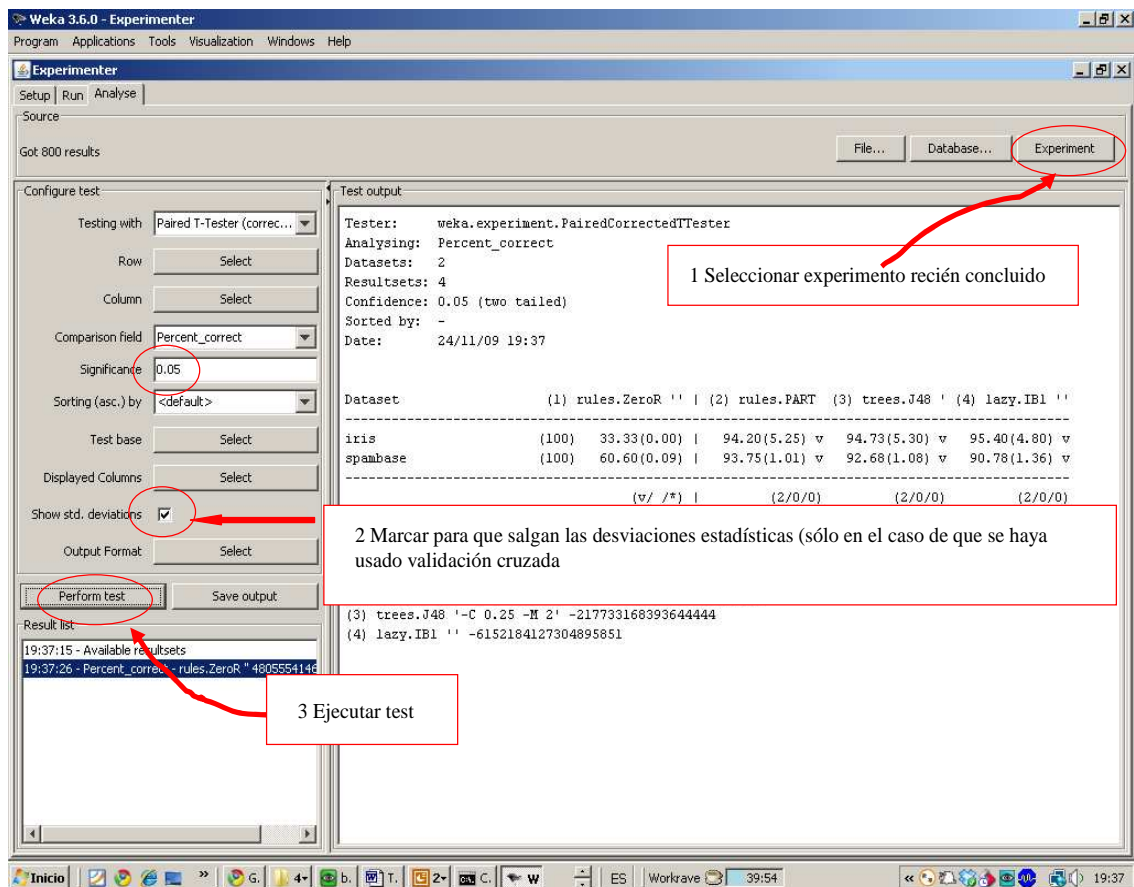 Weka 3.6.0 - Experimenter
Program Applications Tools Visualization Windows Help
Experimenter
Setup Run Analyse
Source
Got 800 results
File... Database... Experiment
Configure test
Testing with Paired T-Tester (correc...
Row Select
Column Select
Comparison field Percent_correct
Significance 0.05
Sorting (asc.) by <default>
Test base Select
Displayed Columns Select
Show std. deviations
Output Format Select
Perform test Save output
Result list
19:37:15 - Available resultsets
19:37:26 - Percent_correct - rules.ZeroR '' 4805554146
Test output
Tester: weka.experiment.PairedCorrectedTTester
Analysing: Percent_correct
Datasets: 2
Resultsets: 4
Confidence: 0.05 (two tailed)
Sorted by: -
Date: 24/11/09 19:37
Dataset (1) rules.ZeroR '' | (2) rules.PART (3) trees.J48 ' (4) lazy.IB1 ''
iris (100) 33.33(0.00) | 94.20(5.25) v 94.73(5.30) v 95.40(4.80) v
spambase (100) 60.60(0.09) | 93.75(1.01) v 92.68(1.08) v 90.78(1.36) v
(v/ /*) | (2/0/0) (2/0/0) (2/0/0)
(3) trees.J48 '-C 0.25 -M 2' -217733168393644444
(4) lazy.IB1 '' -6152184127304895851
1 Seleccionar experimento recién concluido
2 Marcar para que salgan las desviaciones estadísticas (sólo en el caso de que se haya
usado validación cruzada
3 Ejecutar test
Inicio G. 4 b. T. 2 C. W ES Workrave 39:54 19:37